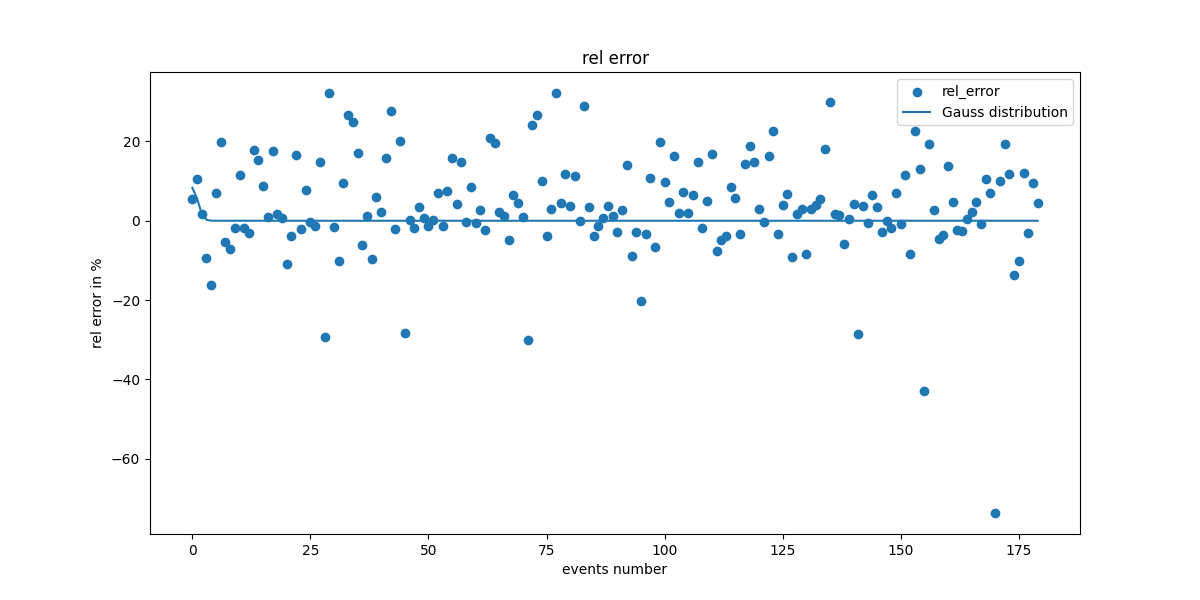 rel error
rel_error
Gauss distribution
rel error in %
20
0
−20
−40
−60
0 25 50 75 100 125 150 175
events number